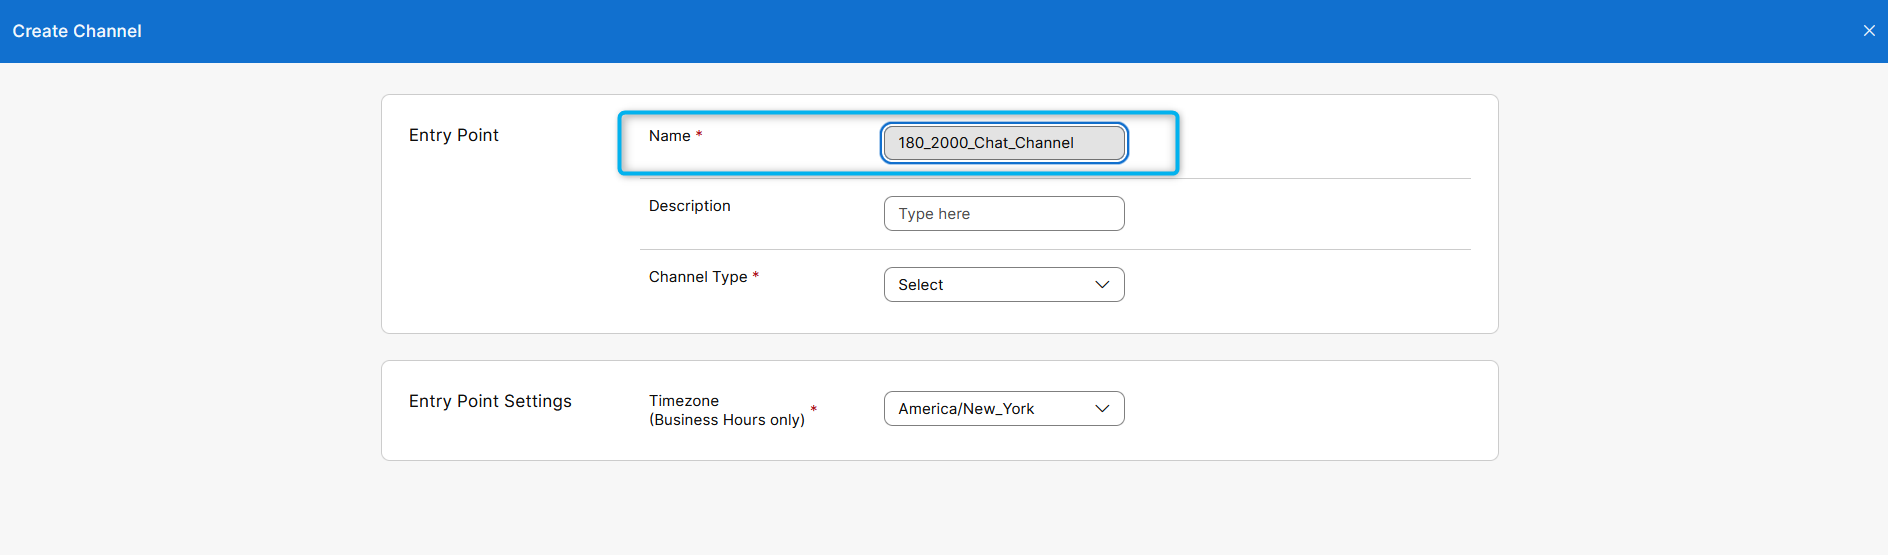 Create Channel
Entry Point
Name *
180_2000_Chat_Channel
Description
Type here
Channel Type *
Select
Entry Point Settings
Timezone
(Business Hours only) *
America/New_York